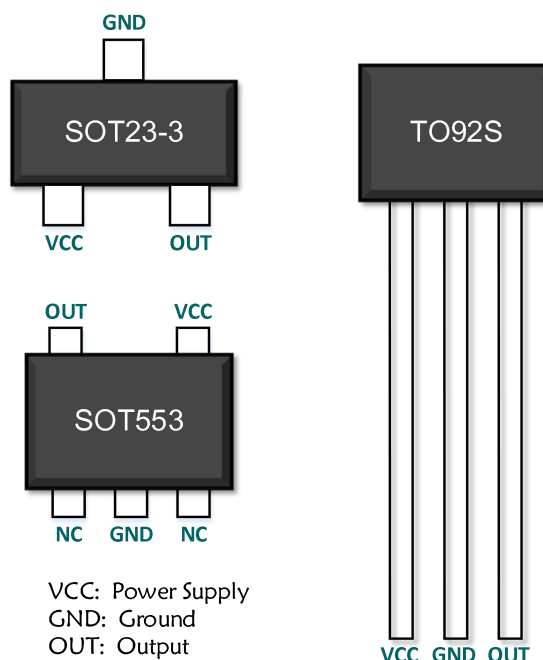 GND
SOT23-3
VCC OUT
OUT VCC
SOT553
NC GND NC
VCC: Power Supply
GND: Ground
OUT: Output
TO92S
VCC GND OUT